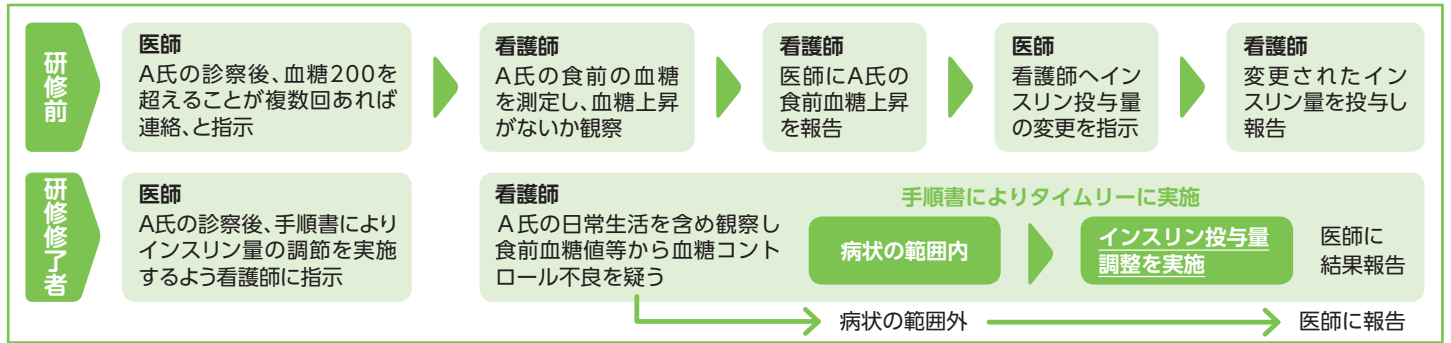 研修前
医師
A氏の診察後、血糖200を
超えることが複数回あれば
連絡、と指示
看護師
A氏の食前の血糖
を測定し、血糖上昇
がないか観察
看護師
医師にA氏の
食前血糖上昇
を報告
医師
看護師へイン
スリン投与量
の変更を指示
看護師
変更されたイン
スリン量を投与し
報告
研修修了者
医師
A氏の診察後、手順書により
インスリン量の調節を実施
するよう看護師に指示
看護師
A氏の日常生活を含め観察し
食前血糖値等から血糖コント
ロール不良を疑う
手順書によりタイムリーに実施
病状の範囲内
インスリン投与量
調整を実施
医師に
結果報告
病状の範囲外
医師に報告